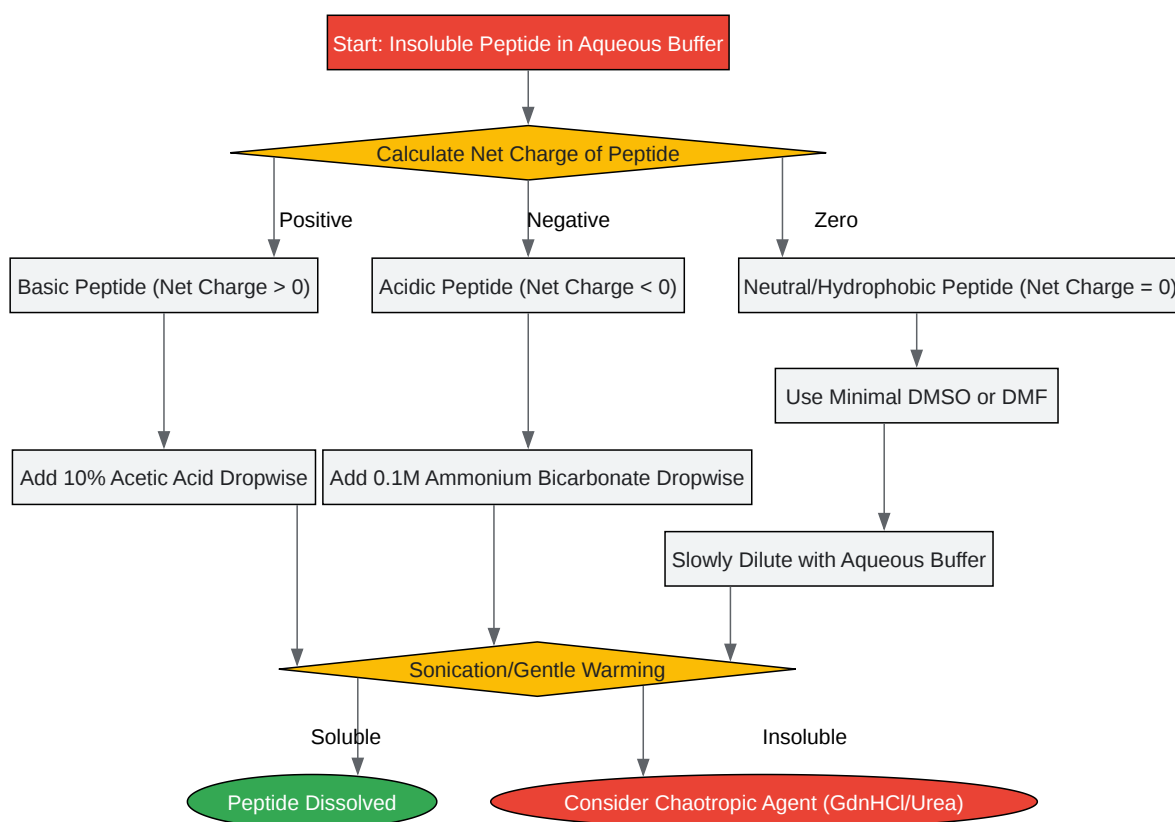 Start: Insoluble Peptide in Aqueous Buffer
Calculate Net Charge of Peptide
Positive
Negative
Zero
Basic Peptide (Net Charge > 0)
Acidic Peptide (Net Charge < 0)
Neutral/Hydrophobic Peptide (Net Charge = 0)
Use Minimal DMSO or DMF
Add 10% Acetic Acid Dropwise
Add 0.1M Ammonium Bicarbonate Dropwise
Slowly Dilute with Aqueous Buffer
Sonication/Gentle Warming
Soluble
Insoluble
Peptide Dissolved
Consider Chaotropic Agent (GdnHCl/Urea)